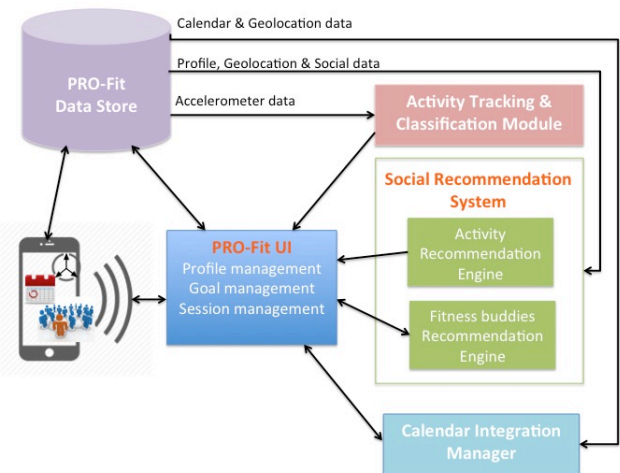 Calendar & Geolocation data
PRO-Fit
Data Store
Profile, Geolocation & Social data
Accelerometer data
Activity Tracking &
Classification Module
Social Recommendation
System
Activity
Recommendation
Engine
PRO-Fit UI
Profile management
Goal management
Session management
Fitness buddies
Recommendation
Engine
Calendar Integration
Manager